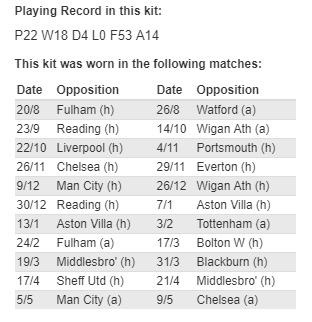 Playing Record in this kit:
P22 W18 D4 L0 F53 A14
This kit was worn in the following matches:
Date Opposition Date Opposition
20/8 Fulham (h) 26/8 Watford (a)
23/9 Reading (h) 14/10 Wigan Ath (a)
22/10 Liverpool (h) 4/11 Portsmouth (h)
26/11 Chelsea (h) 29/11 Everton (h)
9/12 Man City (h) 26/12 Wigan Ath (h)
30/12 Reading (h) 7/1 Aston Villa (h)
13/1 Aston Villa (h) 3/2 Tottenham (a)
24/2 Fulham (a) 17/3 Bolton W (h)
19/3 Middlesbro' (h) 31/3 Blackburn (h)
17/4 Sheff Utd (h) 21/4 Middlesbro' (h)
5/5 Man City (a) 9/5 Chelsea (a)